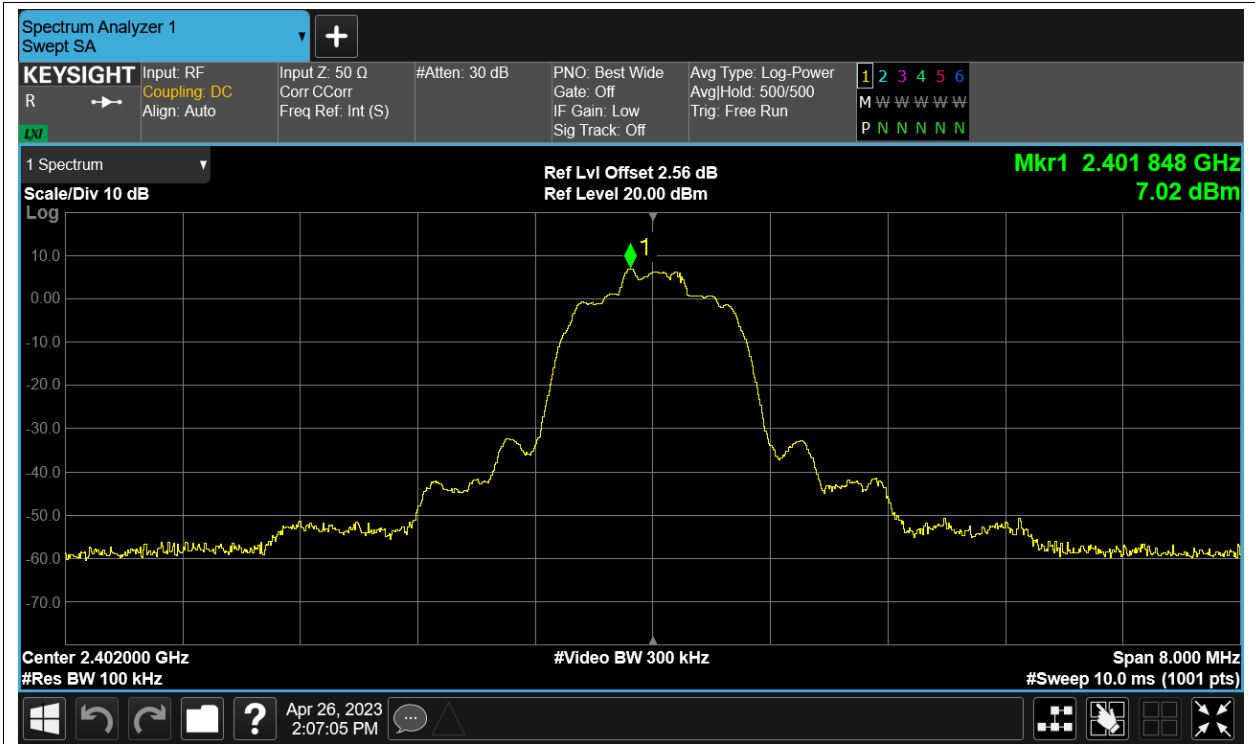 Spectrum Analyzer 1
Swept SA
KEYSIGHT
R
LXI
Input: RF
Coupling: DC
Align: Auto
Input Z: 50 Ω
Corr CCorr
Freq Ref: Int (S)
#Atten: 30 dB
PNO: Best Wide
Gate: Off
IF Gain: Low
Sig Track: Off
Avg Type: Log-Power
Avg|Hold: 500/500
Trig: Free Run
1 2 3 4 5 6
M W W W W W
P N N N N N
1 Spectrum
Scale/Div 10 dB
Log
Ref Lvl Offset 2.56 dB
Ref Level 20.00 dBm
Mkr1 2.401 848 GHz
7.02 dBm
1
10.0
0.00
-10.0
-20.0
-30.0
-40.0
-50.0
-60.0
-70.0
Center 2.402000 GHz
#Video BW 300 kHz
Span 8.000 MHz
#Res BW 100 kHz
#Sweep 10.0 ms (1001 pts)
?
Apr 26, 2023
2:07:05 PM